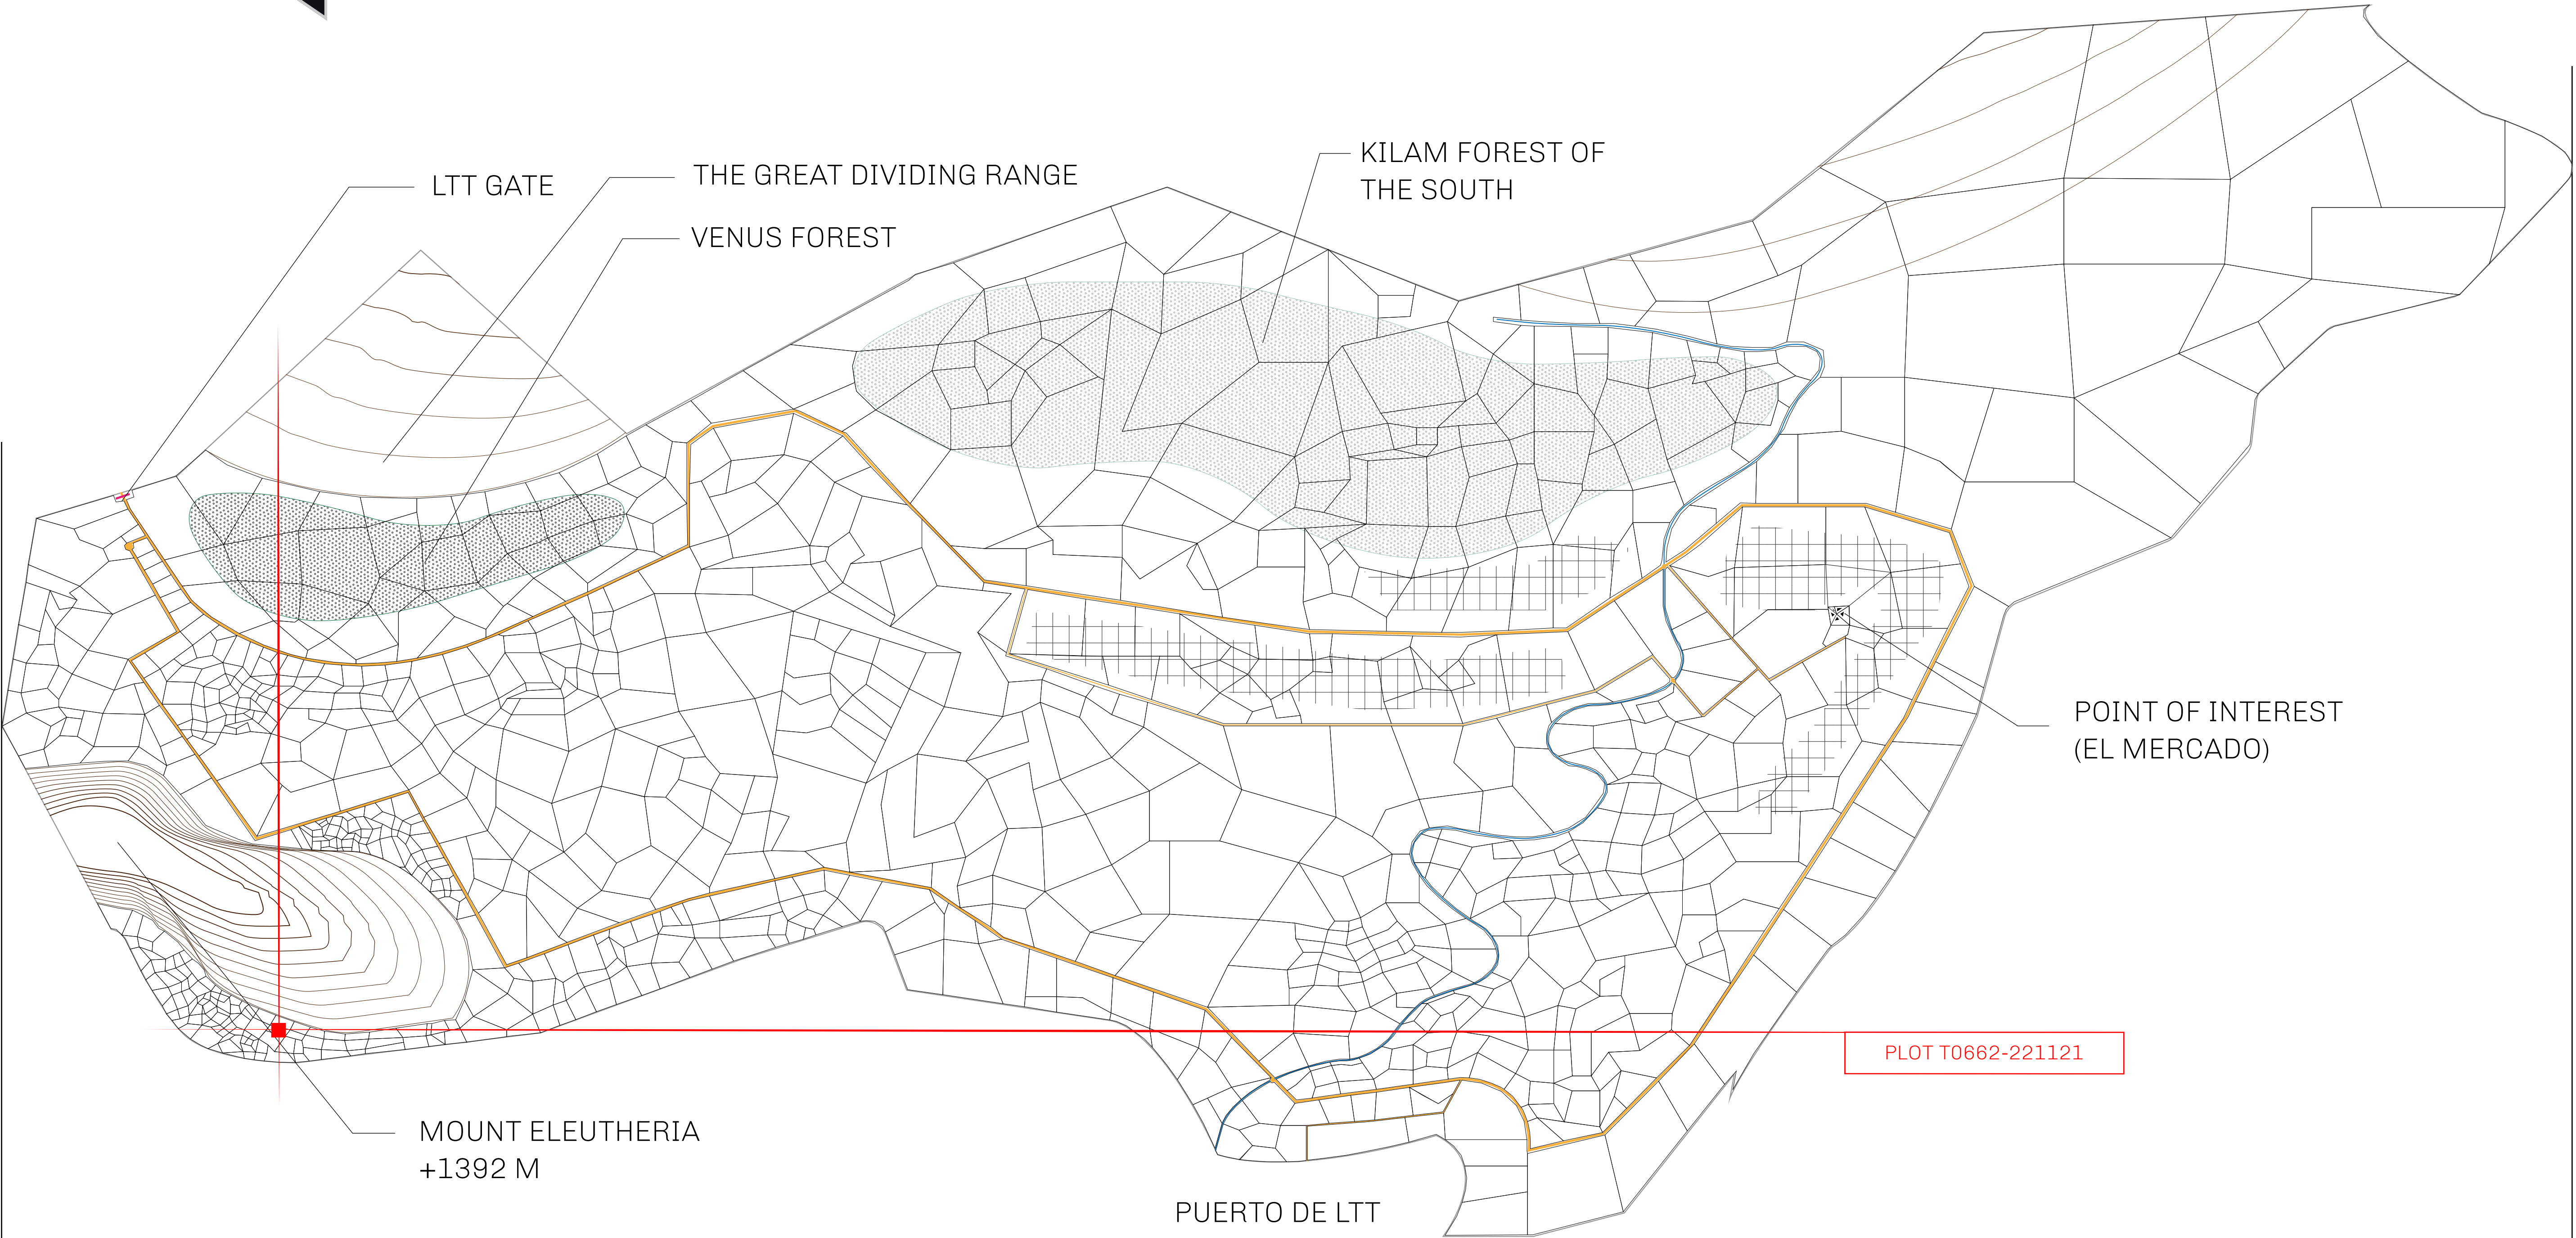 KILAM FOREST OF
THE SOUTH
THE GREAT DIVIDING RANGE
LTT GATE
VENUS FOREST
POINT OF INTEREST
(EL MERCADO)
PLOT T0662-221121
MOUNT ELEUTHERIA
+1392 M
PUERTO DE LTT